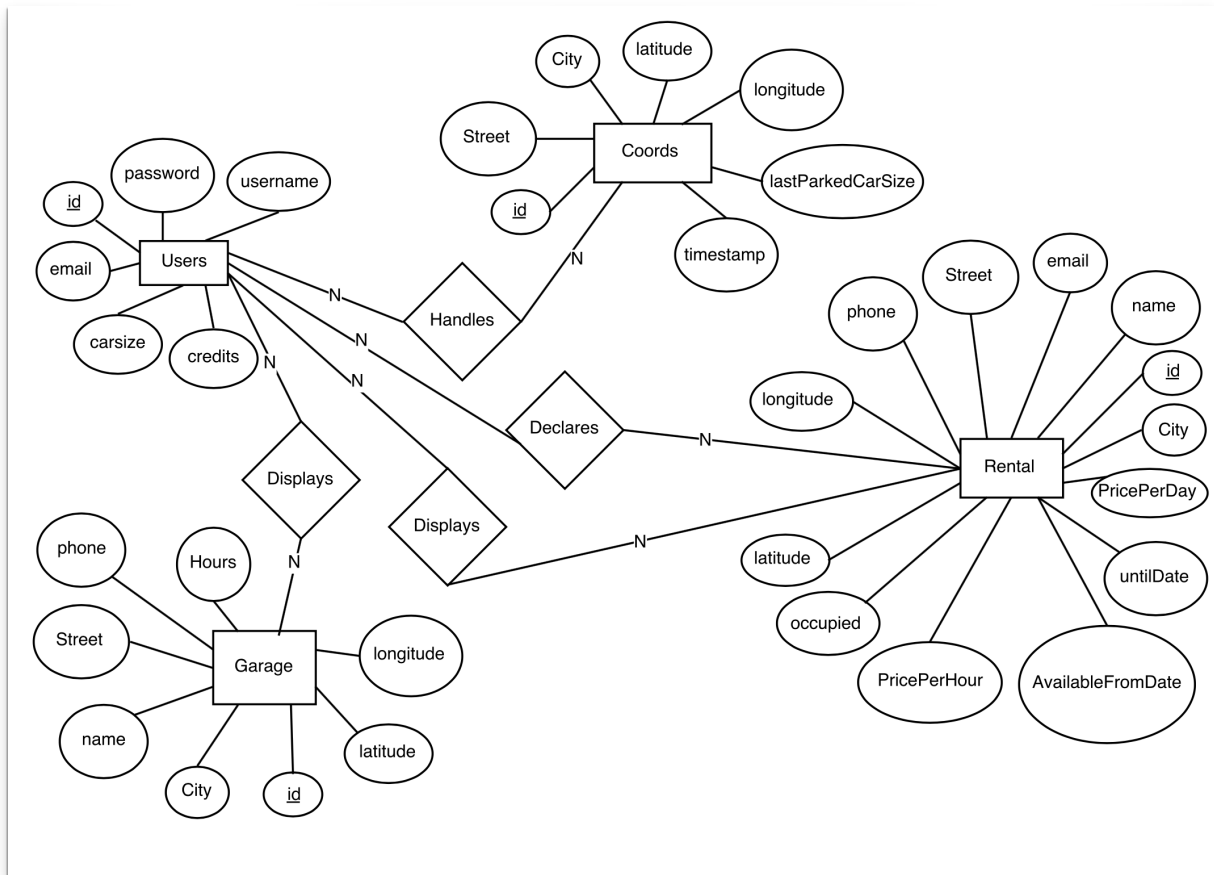 City
latitude
longitude
Street
Coords
lastParkedCarSize
id
timestamp
password
username
id
Users
email
carsize
credits
N
N
Handles
N
N
N
Declares
N
Displays
Displays
N
N
phone
Street
email
name
id
longitude
City
Rental
PricePerDay
latitude
untilDate
occupied
PricePerHour
AvailableFromDate
phone
Hours
Street
Garage
longitude
name
latitude
City
id